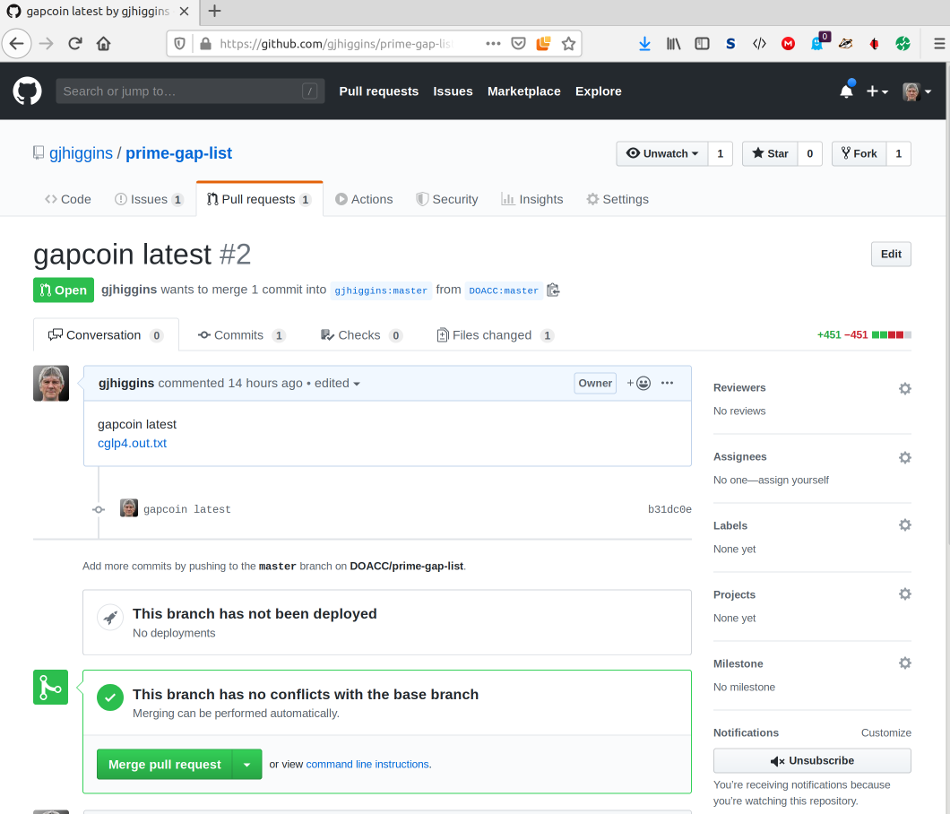 gapcoin latest by gjhiggins
https://github.com/gjhiggins/prime-gap-lis
S M 0
Search or jump to… /
Pull requests Issues Marketplace Explore
gjhiggins / prime-gap-list
Unwatch 1 Star 0 Fork 1
Code Issues 1 Pull requests 1 Actions Security Insights Settings
gapcoin latest #2
Edit
Open gjhiggins wants to merge 1 commit into gjhiggins:master from DOACC:master
Conversation 0 Commits 1 Checks 0 Files changed 1 +451 −451
gjhiggins commented 14 hours ago • edited Owner
gapcoin latest
cglp4.out.txt
gapcoin latest b31dc0e
Add more commits by pushing to the master branch on DOACC/prime-gap-list.
This branch has not been deployed
No deployments
This branch has no conflicts with the base branch
Merging can be performed automatically.
Merge pull request or view command line instructions.
Reviewers
No reviews
Assignees
No one—assign yourself
Labels
None yet
Projects
None yet
Milestone
No milestone
Notifications Customize
Unsubscribe
You're receiving notifications because
you're watching this repository.